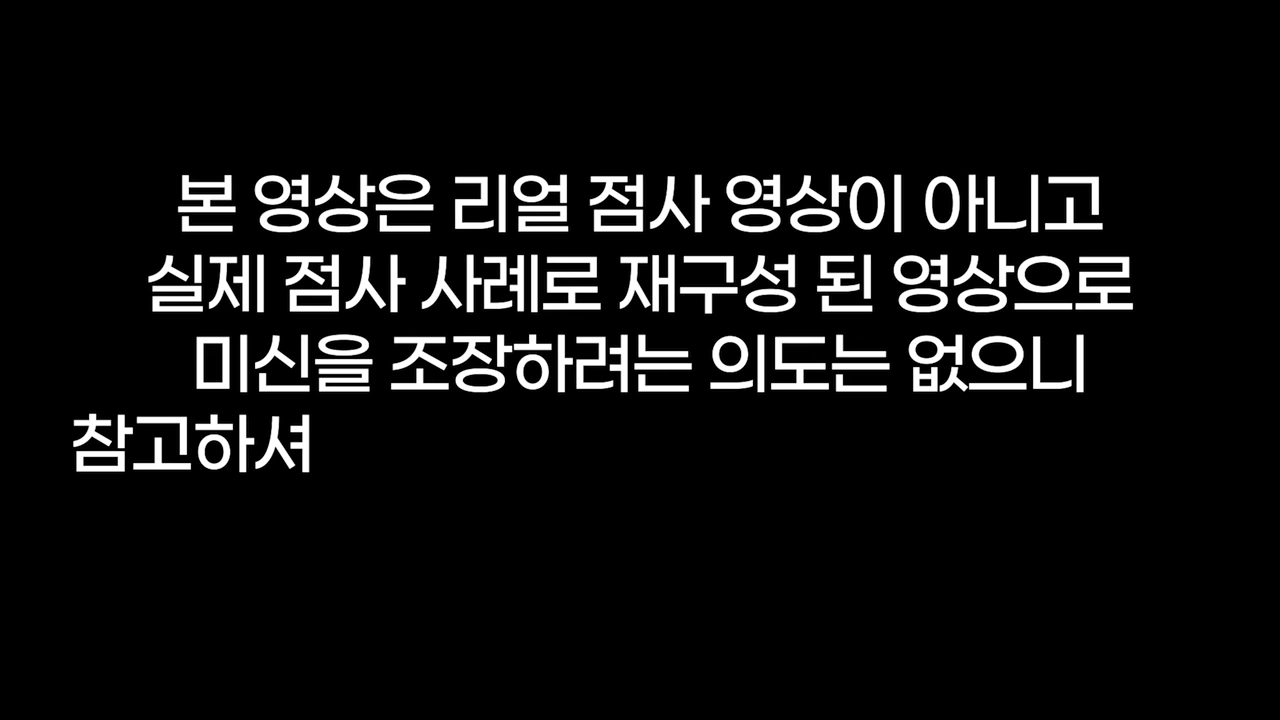 본 영상은 리얼 점사 영상이 아니고
실제 점사 사례로 재구성 된 영상으로
미신을 조장하려는 의도는 없으니
참고하셔